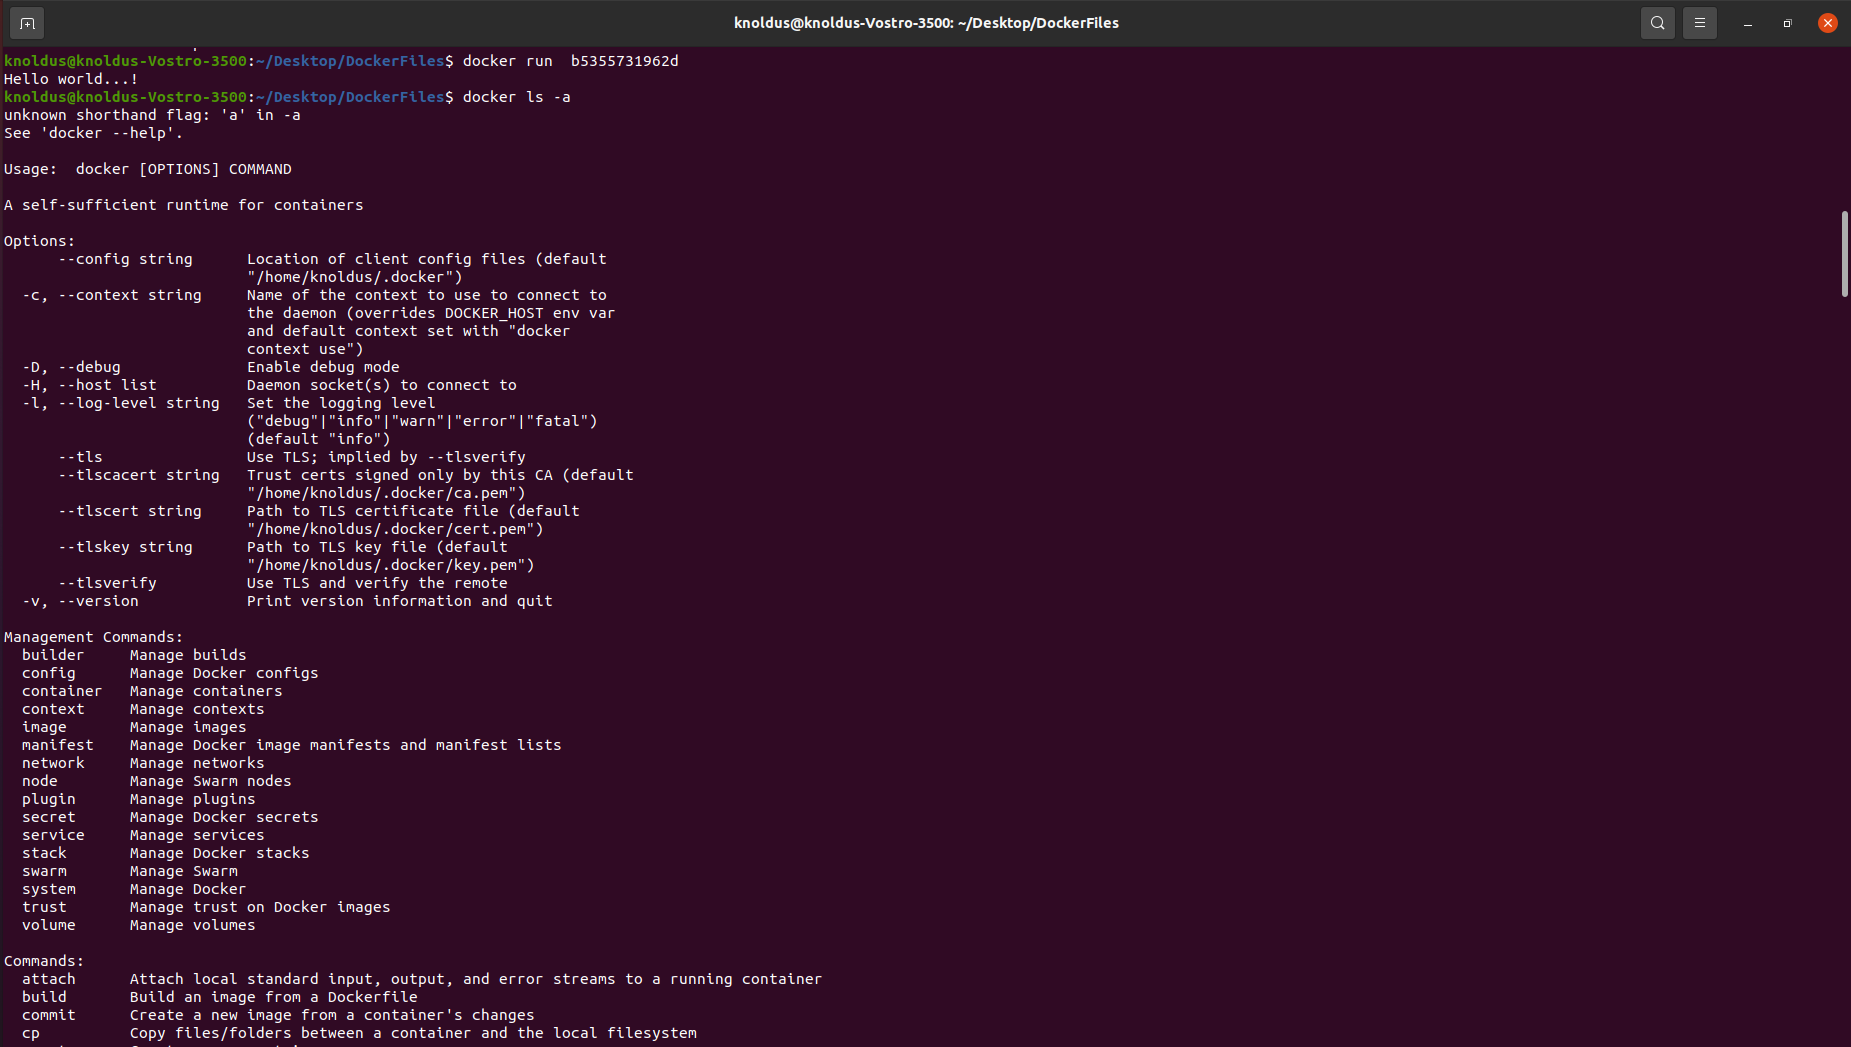 knoldus@knoldus-Vostro-3500: ~/Desktop/DockerFiles
knoldus@knoldus-Vostro-3500:~/Desktop/DockerFiles$ docker run  b5355731962d
Hello world...!
knoldus@knoldus-Vostro-3500:~/Desktop/DockerFiles$ docker ls -a
unknown shorthand flag: 'a' in -a
See 'docker --help'.

Usage:  docker [OPTIONS] COMMAND

A self-sufficient runtime for containers

Options:
      --config string      Location of client config files (default
                           "/home/knoldus/.docker")
  -c, --context string     Name of the context to use to connect to
                           the daemon (overrides DOCKER_HOST env var
                           and default context set with "docker
                           context use")
  -D, --debug              Enable debug mode
  -H, --host list          Daemon socket(s) to connect to
  -l, --log-level string   Set the logging level
                           ("debug"|"info"|"warn"|"error"|"fatal")
                           (default "info")
      --tls                Use TLS; implied by --tlsverify
      --tlscacert string   Trust certs signed only by this CA (default
                           "/home/knoldus/.docker/ca.pem")
      --tlscert string     Path to TLS certificate file (default
                           "/home/knoldus/.docker/cert.pem")
      --tlskey string      Path to TLS key file (default
                           "/home/knoldus/.docker/key.pem")
      --tlsverify          Use TLS and verify the remote
  -v, --version            Print version information and quit

Management Commands:
  builder     Manage builds
  config      Manage Docker configs
  container   Manage containers
  context     Manage contexts
  image       Manage images
  manifest    Manage Docker image manifests and manifest lists
  network     Manage networks
  node        Manage Swarm nodes
  plugin      Manage plugins
  secret      Manage Docker secrets
  service     Manage services
  stack       Manage Docker stacks
  swarm       Manage Swarm
  system      Manage Docker
  trust       Manage trust on Docker images
  volume      Manage volumes

Commands:
  attach      Attach local standard input, output, and error streams to a running container
  build       Build an image from a Dockerfile
  commit      Create a new image from a container's changes
  cp          Copy files/folders between a container and the local filesystem